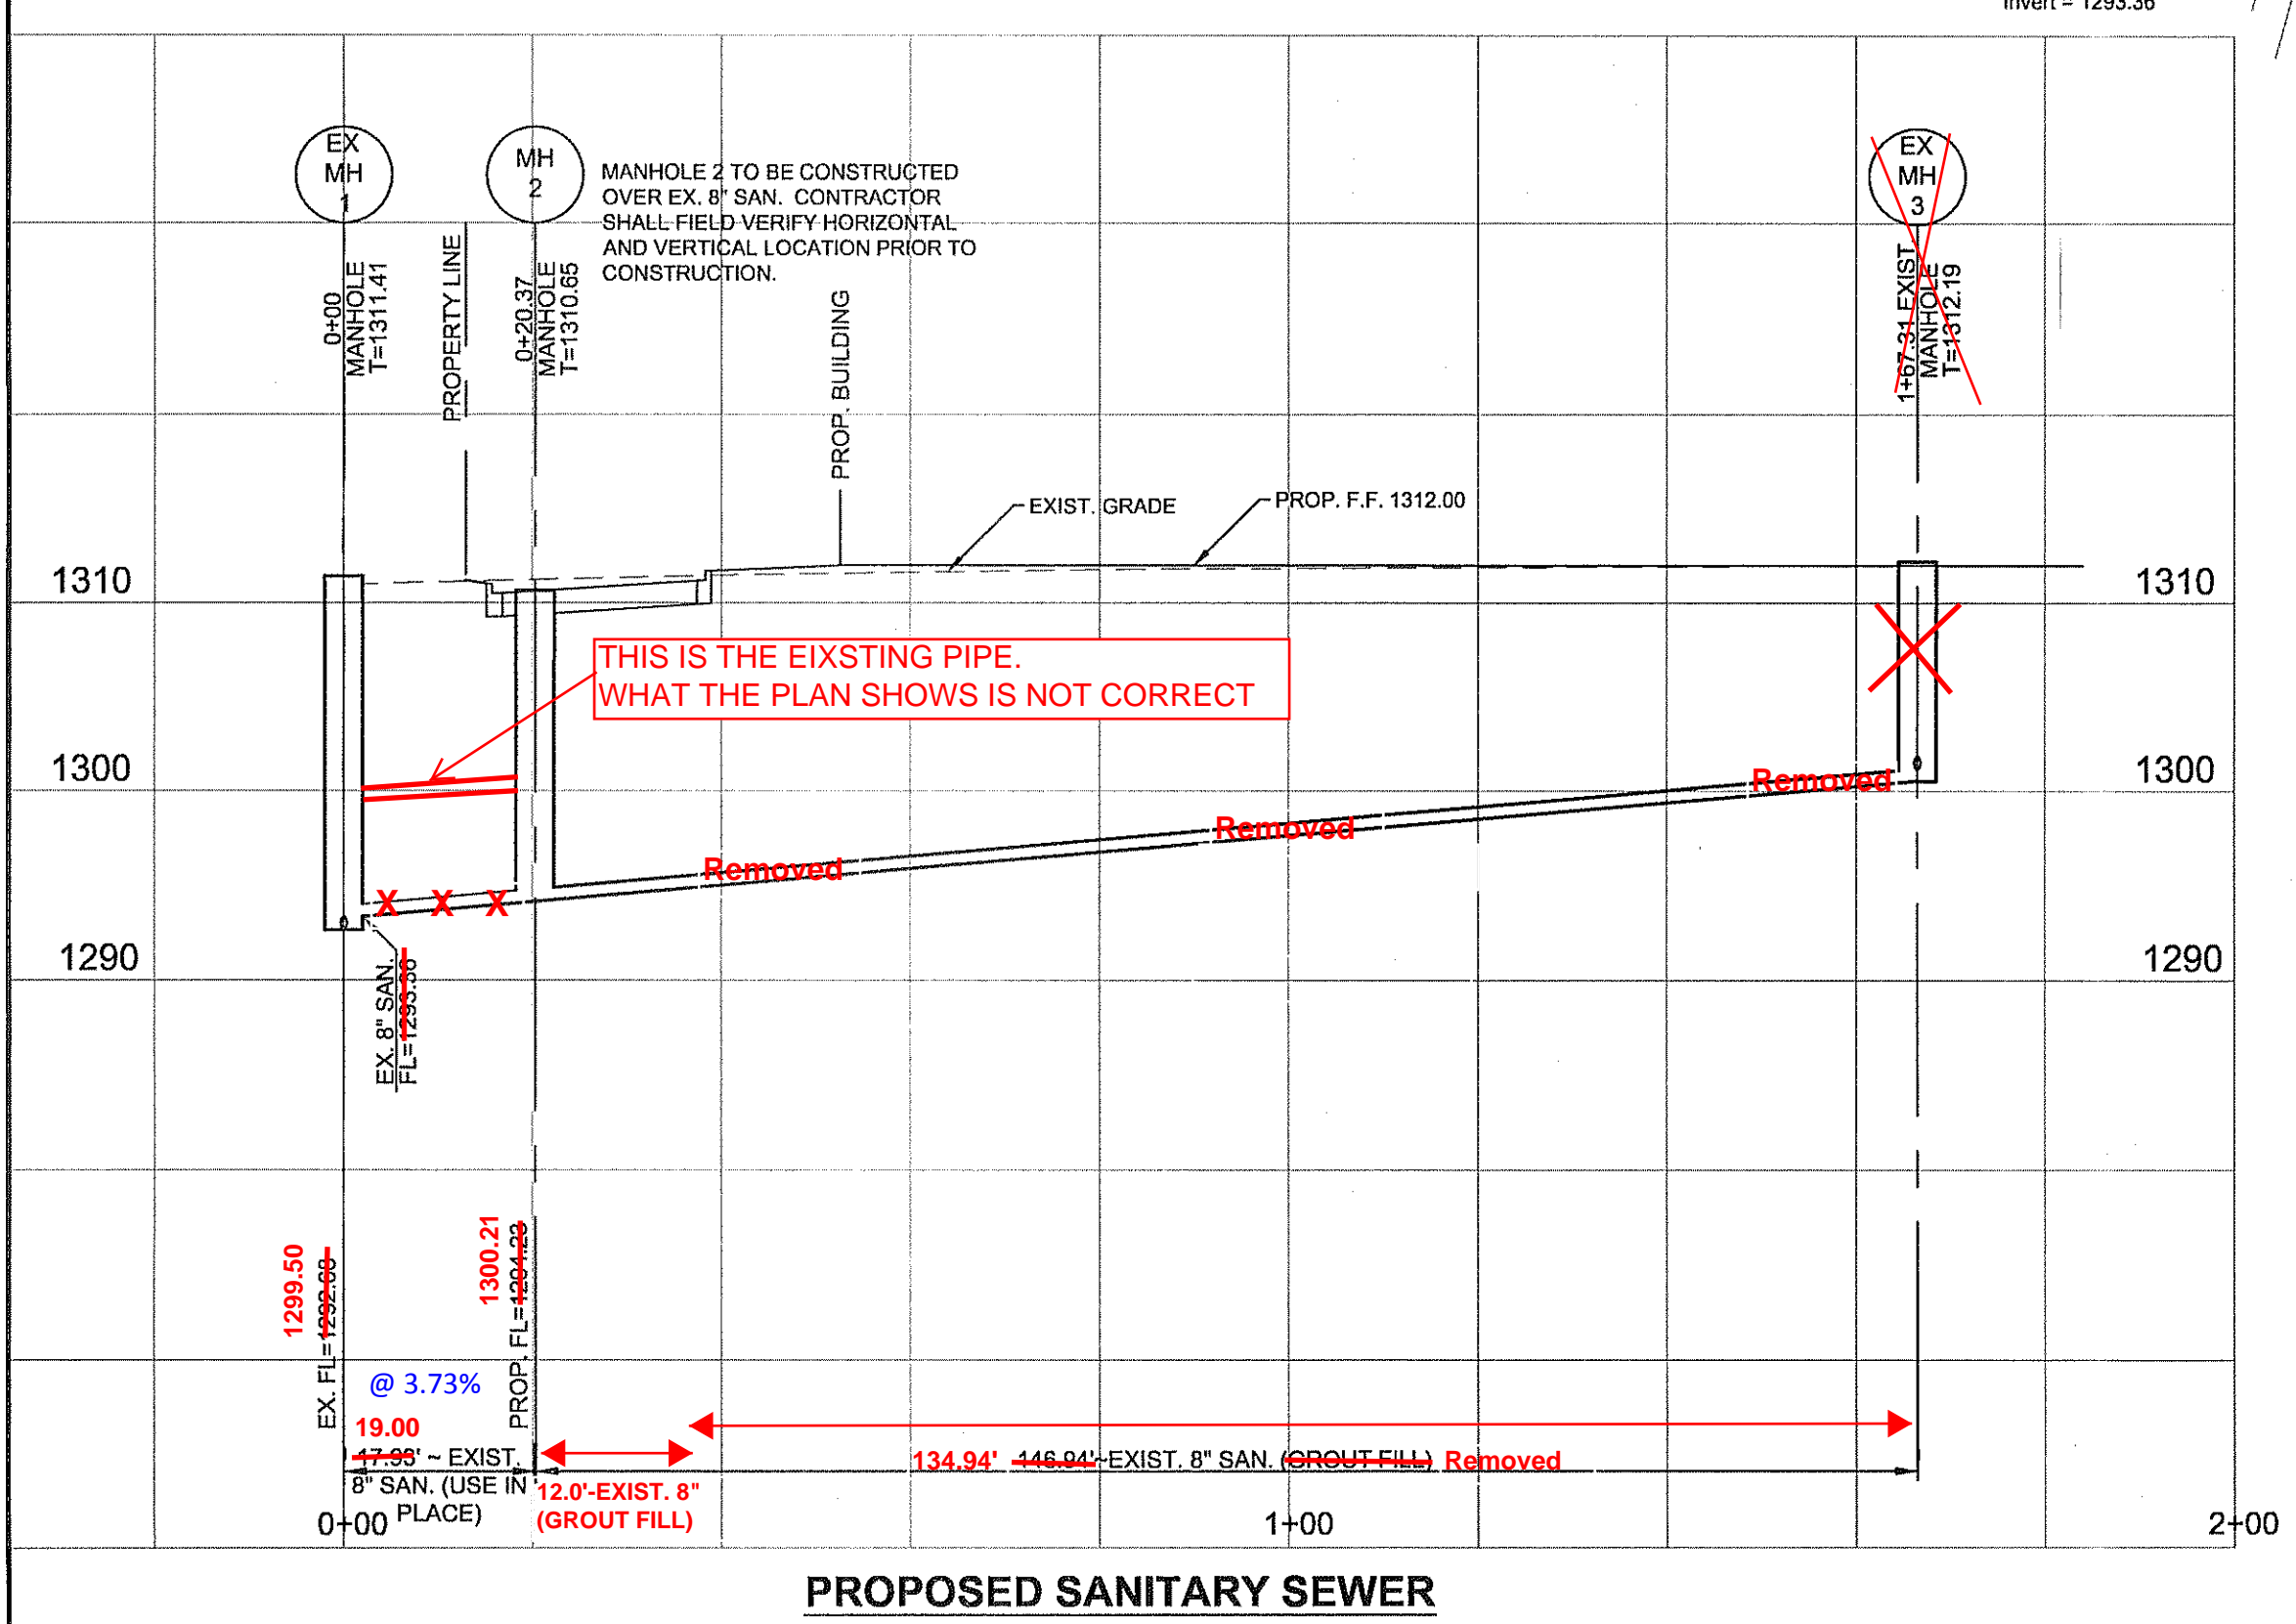 Invert = 1293.36
EX
MH
1
MH
2
MANHOLE 2 TO BE CONSTRUCTED
OVER EX. 8" SAN. CONTRACTOR
SHALL FIELD VERIFY HORIZONTAL
AND VERTICAL LOCATION PRIOR TO
CONSTRUCTION.
EX
MH
3
0+00
MANHOLE
T=1311.41
PROPERTY LINE
0+20.37
MANHOLE
T=1310.65
PROP. BUILDING
1+67.31 EXIST
MANHOLE
T=1312.19
EXIST. GRADE
PROP. F.F. 1312.00
1310
1310
THIS IS THE EIXSTING PIPE.
WHAT THE PLAN SHOWS IS NOT CORRECT
1300
1300
Removed
Removed
Removed
X X X
1290
1290
EX. 8" SAN.
FL=1293.36
1299.50
EX. FL=1292.68
1300.21
PROP. FL=1294.23
@ 3.73%
19.00
17.93' ~ EXIST.
8" SAN. (USE IN
PLACE)
12.0'-EXIST. 8"
(GROUT FILL)
134.94' 146.94'~EXIST. 8" SAN. (GROUT FILL) Removed
0+00
1+00
2+00
PROPOSED SANITARY SEWER